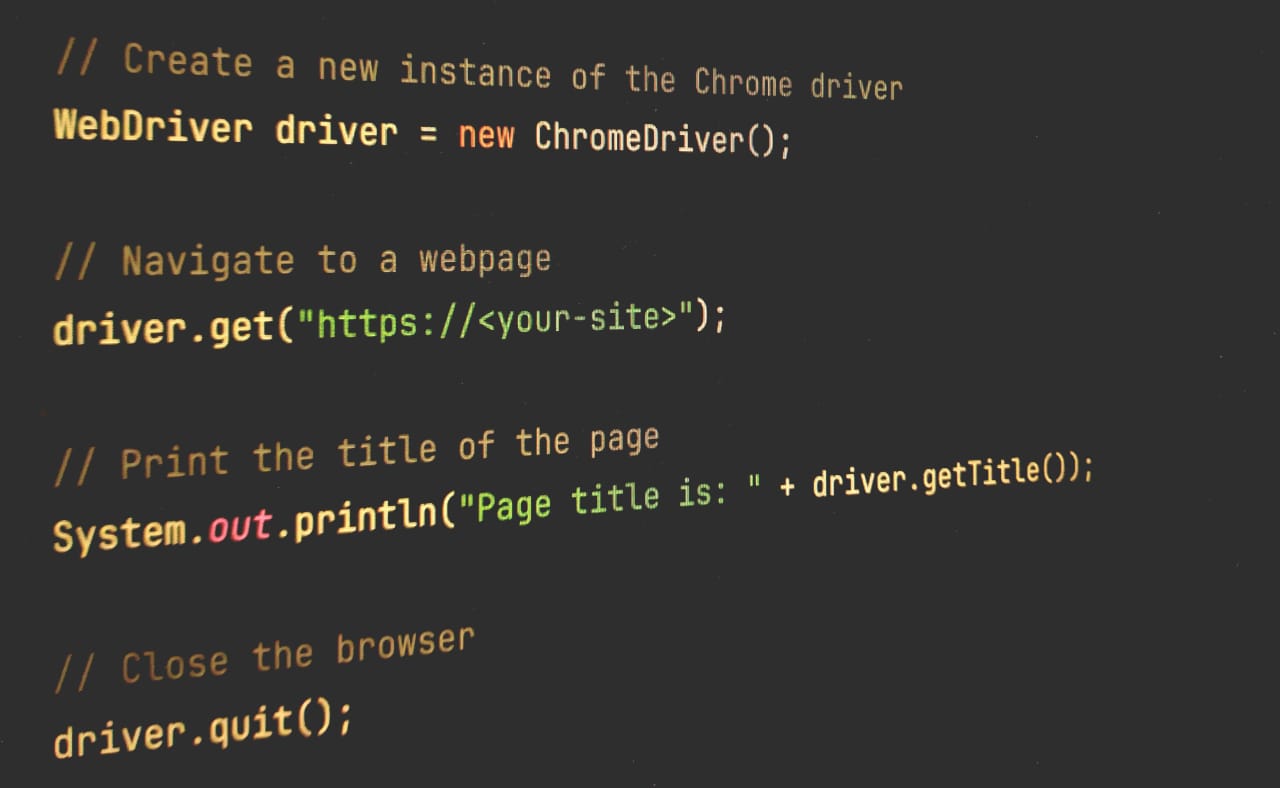 // Create a new instance of the Chrome driver
WebDriver driver = new ChromeDriver();
// Navigate to a webpage
driver.get("https://<your-site>");
// Print the title of the page
System.out.println("Page title is: " + driver.getTitle());
// Close the browser
driver.quit();